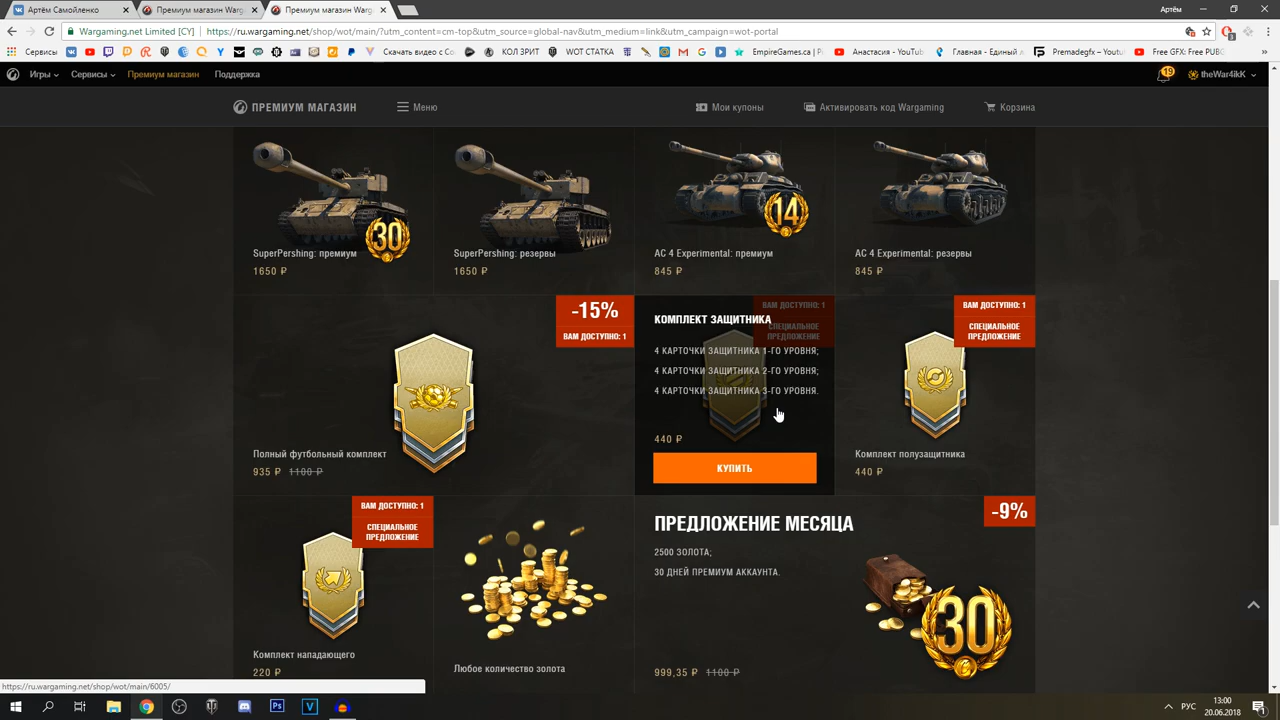 Артём Самойленко
Премиум магазин Warg
Премиум магазин Warg
Wargaming.net Limited [CY]
https://ru.wargaming.net/shop/wot/main/?utm_content=cm-top&utm_source=global-nav&utm_medium=link&utm_campaign=wot-portal
Сервисы
Скачать видео с Со
КОЛ ЗРИТ
WOT СТАТКА
EmpireGames.ca | Р
Анастасия - YouTube
Главная - Единый А
Premadegfx - Youtub
Free GFX: Free PUBG
Игры
Сервисы
Премиум магазин
Поддержка
19
theWar4ikK
ПРЕМИУМ МАГАЗИН
Меню
Мои купоны
Активировать код Wargaming
Корзина
30
14
SuperPershing: премиум
1650 ₽
SuperPershing: резервы
1650 ₽
AC 4 Experimental: премиум
845 ₽
AC 4 Experimental: резервы
845 ₽
-15%
ВАМ ДОСТУПНО: 1
Полный футбольный комплект
935 ₽ 1100 ₽
ВАМ ДОСТУПНО: 1
СПЕЦИАЛЬНОЕ
ПРЕДЛОЖЕНИЕ
КОМПЛЕКТ ЗАЩИТНИКА
4 КАРТОЧКИ ЗАЩИТНИКА 1-ГО УРОВНЯ;
4 КАРТОЧКИ ЗАЩИТНИКА 2-ГО УРОВНЯ;
4 КАРТОЧКИ ЗАЩИТНИКА 3-ГО УРОВНЯ.
440 ₽
КУПИТЬ
ВАМ ДОСТУПНО: 1
СПЕЦИАЛЬНОЕ
ПРЕДЛОЖЕНИЕ
Комплект полузащитника
440 ₽
ВАМ ДОСТУПНО: 1
СПЕЦИАЛЬНОЕ
ПРЕДЛОЖЕНИЕ
Комплект нападающего
220 ₽
Любое количество золота
ПРЕДЛОЖЕНИЕ МЕСЯЦА
-9%
2500 ЗОЛОТА;
30 ДНЕЙ ПРЕМИУМ АККАУНТА.
30
999,35 ₽ 1100 ₽
https://ru.wargaming.net/shop/wot/main/6005/
РУС
13:00
20.06.2018